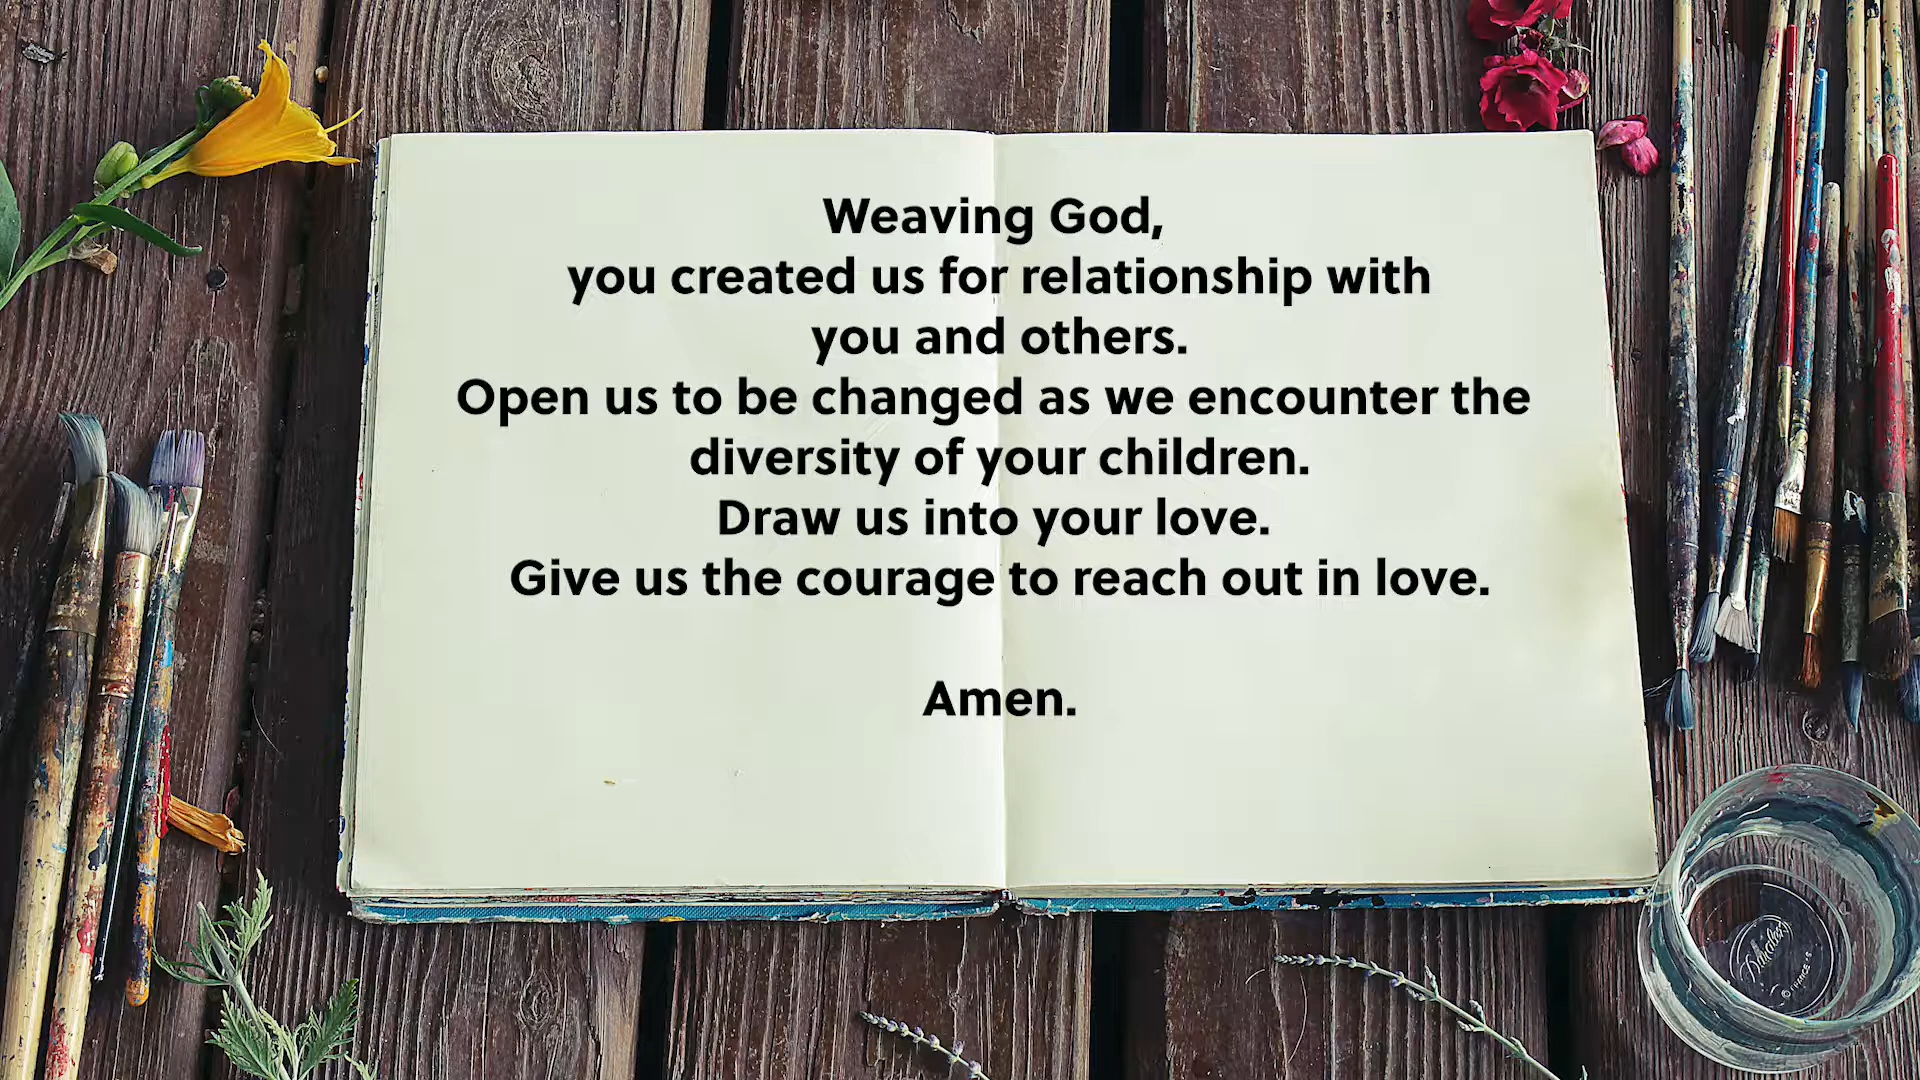 Weaving God,
you created us for relationship with
you and others.
Open us to be changed as we encounter the
diversity of your children.
Draw us into your love.
Give us the courage to reach out in love.
Amen.